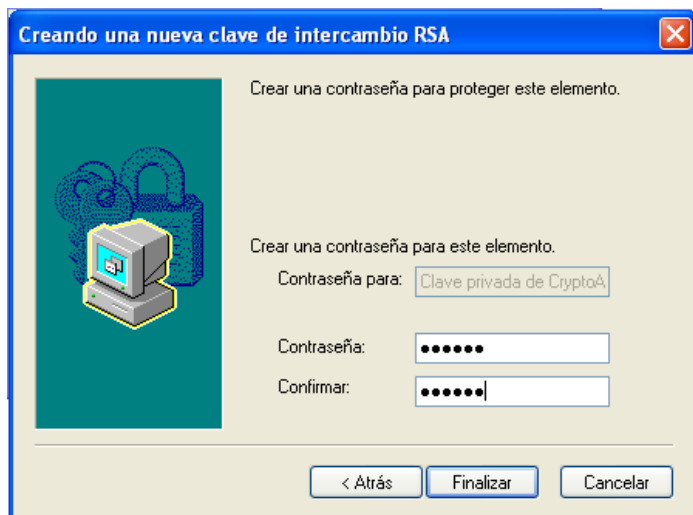 Creando una nueva clave de intercambio RSA
Crear una contraseña para proteger este elemento.
Crear una contraseña para este elemento.
Contraseña para: Clave privada de CryptoA
Contraseña: ●●●●●●
Confirmar: ●●●●●●
< Atrás Finalizar Cancelar